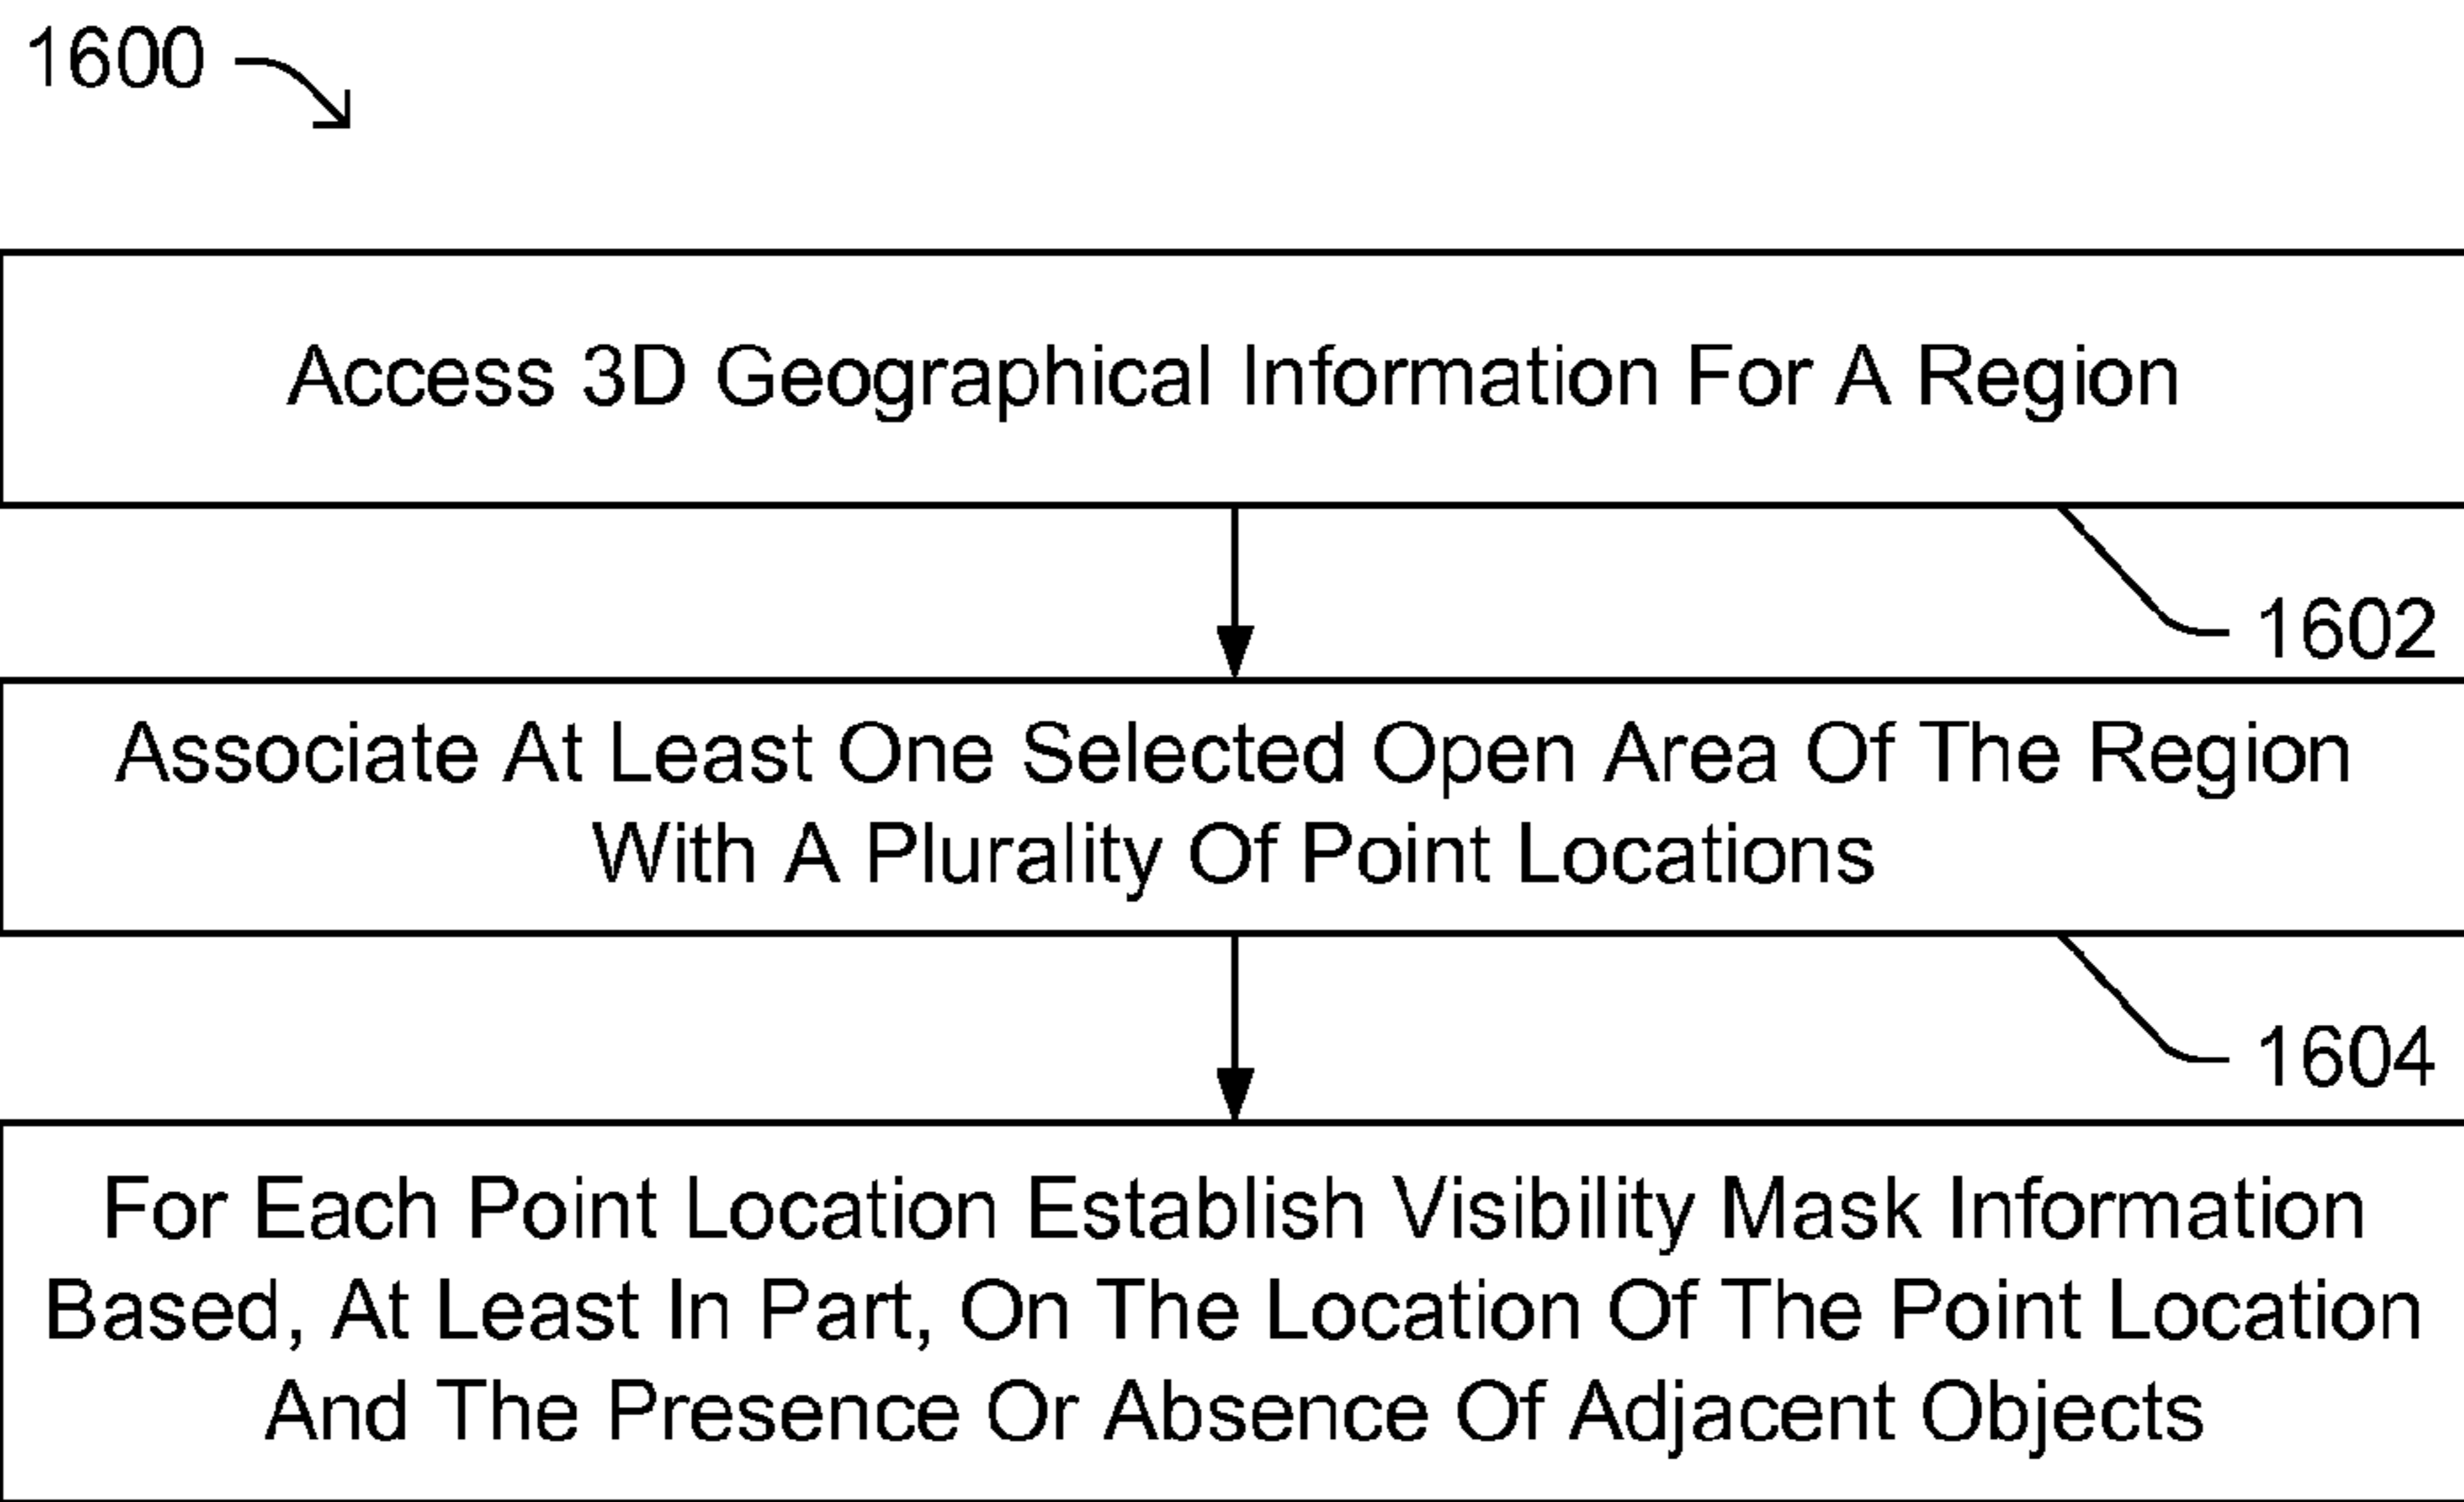 1600
Access 3D Geographical Information For A Region
1602
Associate At Least One Selected Open Area Of The Region
With A Plurality Of Point Locations
1604
For Each Point Location Establish Visibility Mask Information
Based, At Least In Part, On The Location Of The Point Location
And The Presence Or Absence Of Adjacent Objects